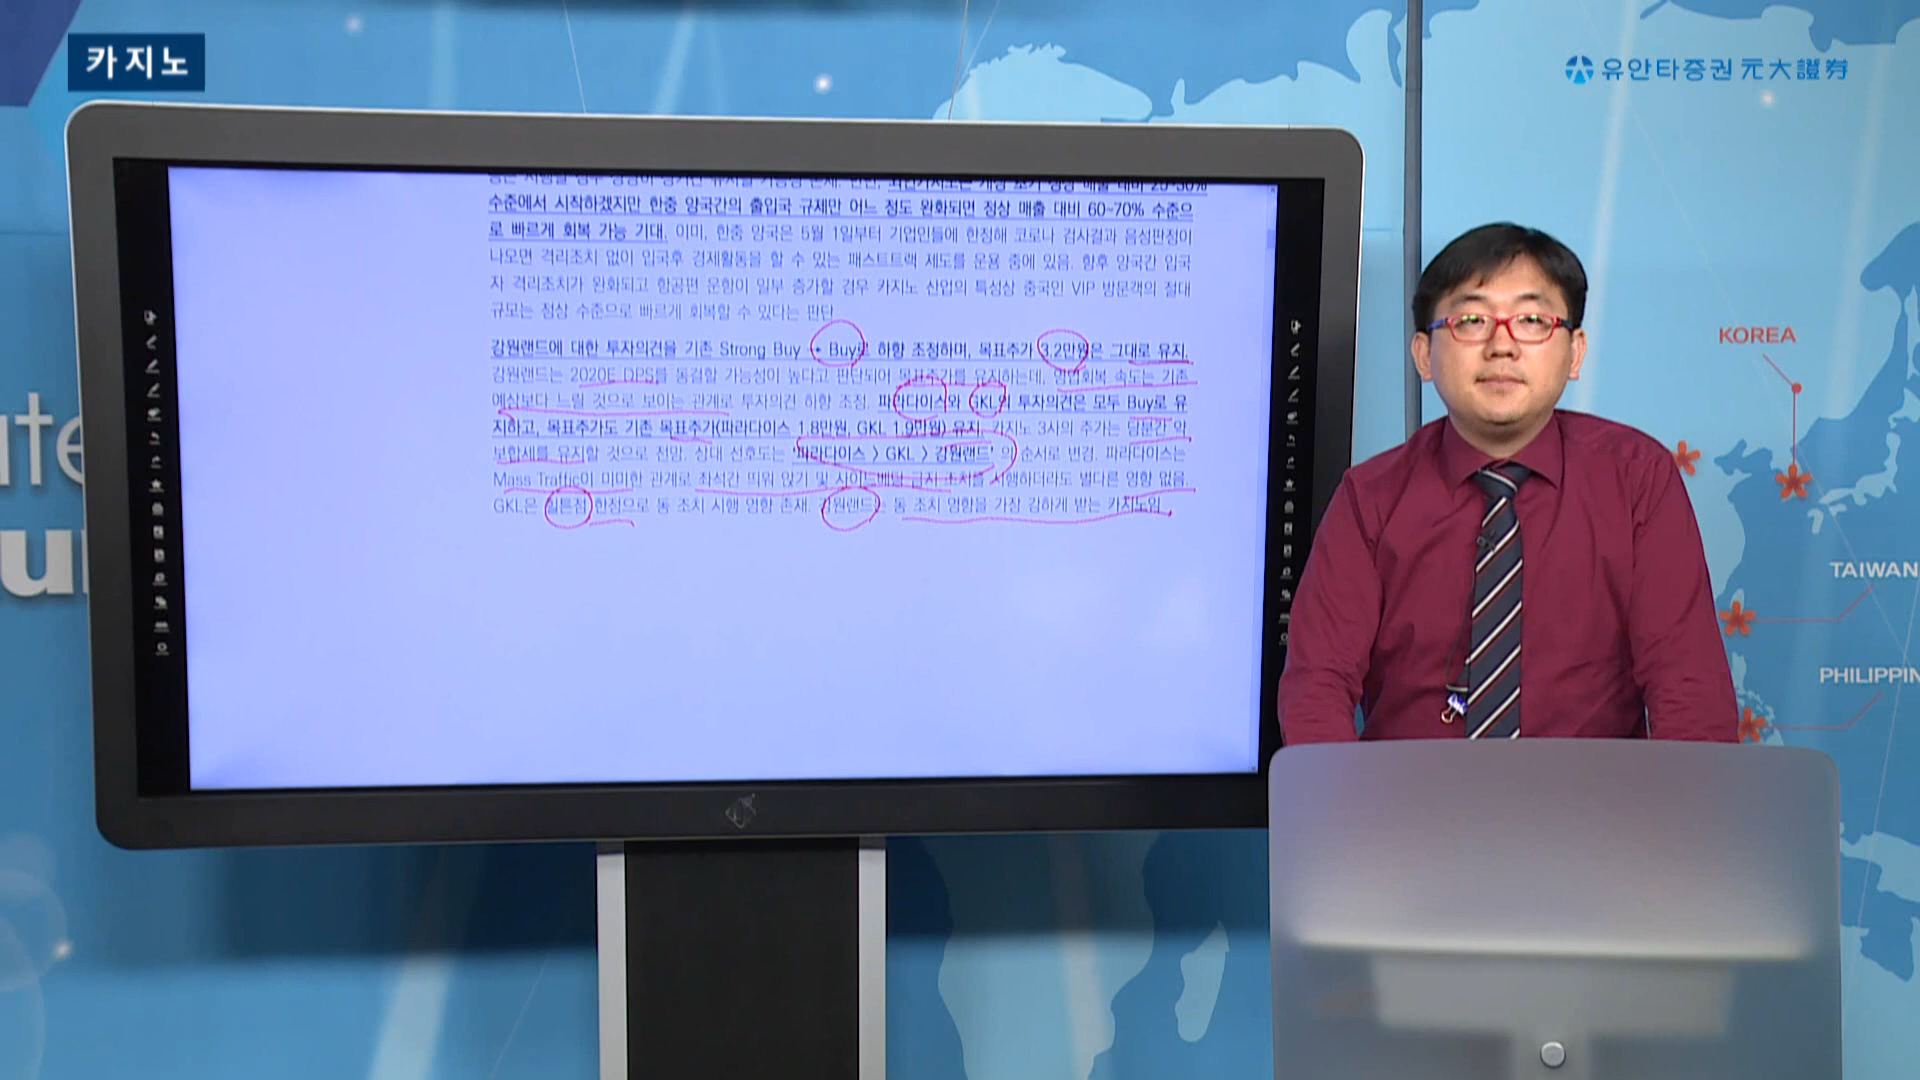 카지노
유안타증권 元大證券
외인카지노는 개장 초기 정상 매출 대비 25~30%
수준에서 시작하겠지만 한중 양국간의 출입국 규제만 어느 정도 완화되면 정상 매출 대비 60~70% 수준으
로 빠르게 회복 가능 기대. 이미, 한중 양국은 5월 1일부터 기업인들에 한정해 코로나 검사결과 음성판정이
나오면 격리조치 없이 입국후 경제활동을 할 수 있는 패스트트랙 제도를 운용 중에 있음. 향후 양국간 입국
자 격리조치가 완화되고 항공편 운항이 일부 증가할 경우 카지노 산업의 특성상 중국인 VIP 방문객의 절대
규모는 정상 수준으로 빠르게 회복할 수 있다는 판단
강원랜드에 대한 투자의견을 기존 Strong Buy → Buy로 하향 조정하며, 목표주가 3.2만원은 그대로 유지.
강원랜드는 2020E DPS를 동결할 가능성이 높다고 판단되어 목표주가를 유지하는데, 영업회복 속도는 기존
예상보다 느릴 것으로 보이는 관계로 투자의견 하향 조정. 파라다이스와 GKL의 투자의견은 모두 Buy로 유
지하고, 목표주가도 기존 목표주가(파라다이스 1.8만원, GKL 1.9만원) 유지. 카지노 3사의 주가는 당분간 약
보합세를 유지할 것으로 전망. 상대 선호도는 '파라다이스 > GKL > 강원랜드' 의 순서로 변경. 파라다이스는
Mass Traffic이 미미한 관계로 좌석간 띄워 앉기 및 사이드베팅 금지 조치를 시행하더라도 별다른 영향 없음.
GKL은 힐튼점 한정으로 동 조치 시행 영향 존재. 강원랜드는 동 조치 영향을 가장 강하게 받는 카지노임.
KOREA
TAIWAN
PHILIPPIN
ate